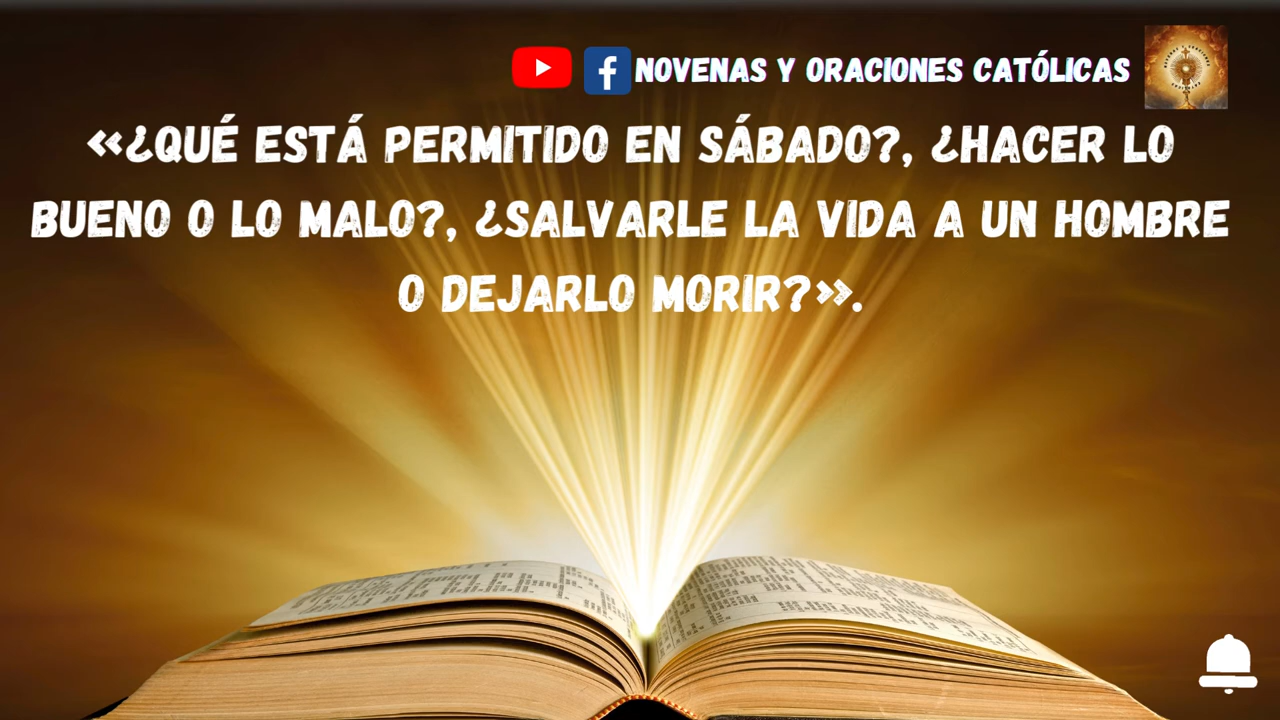 NOVENAS Y ORACIONES CATÓLICAS
«¿QUÉ ESTÁ PERMITIDO EN SÁBADO?, ¿HACER LO
BUENO O LO MALO?, ¿SALVARLE LA VIDA A UN HOMBRE
O DEJARLO MORIR?».